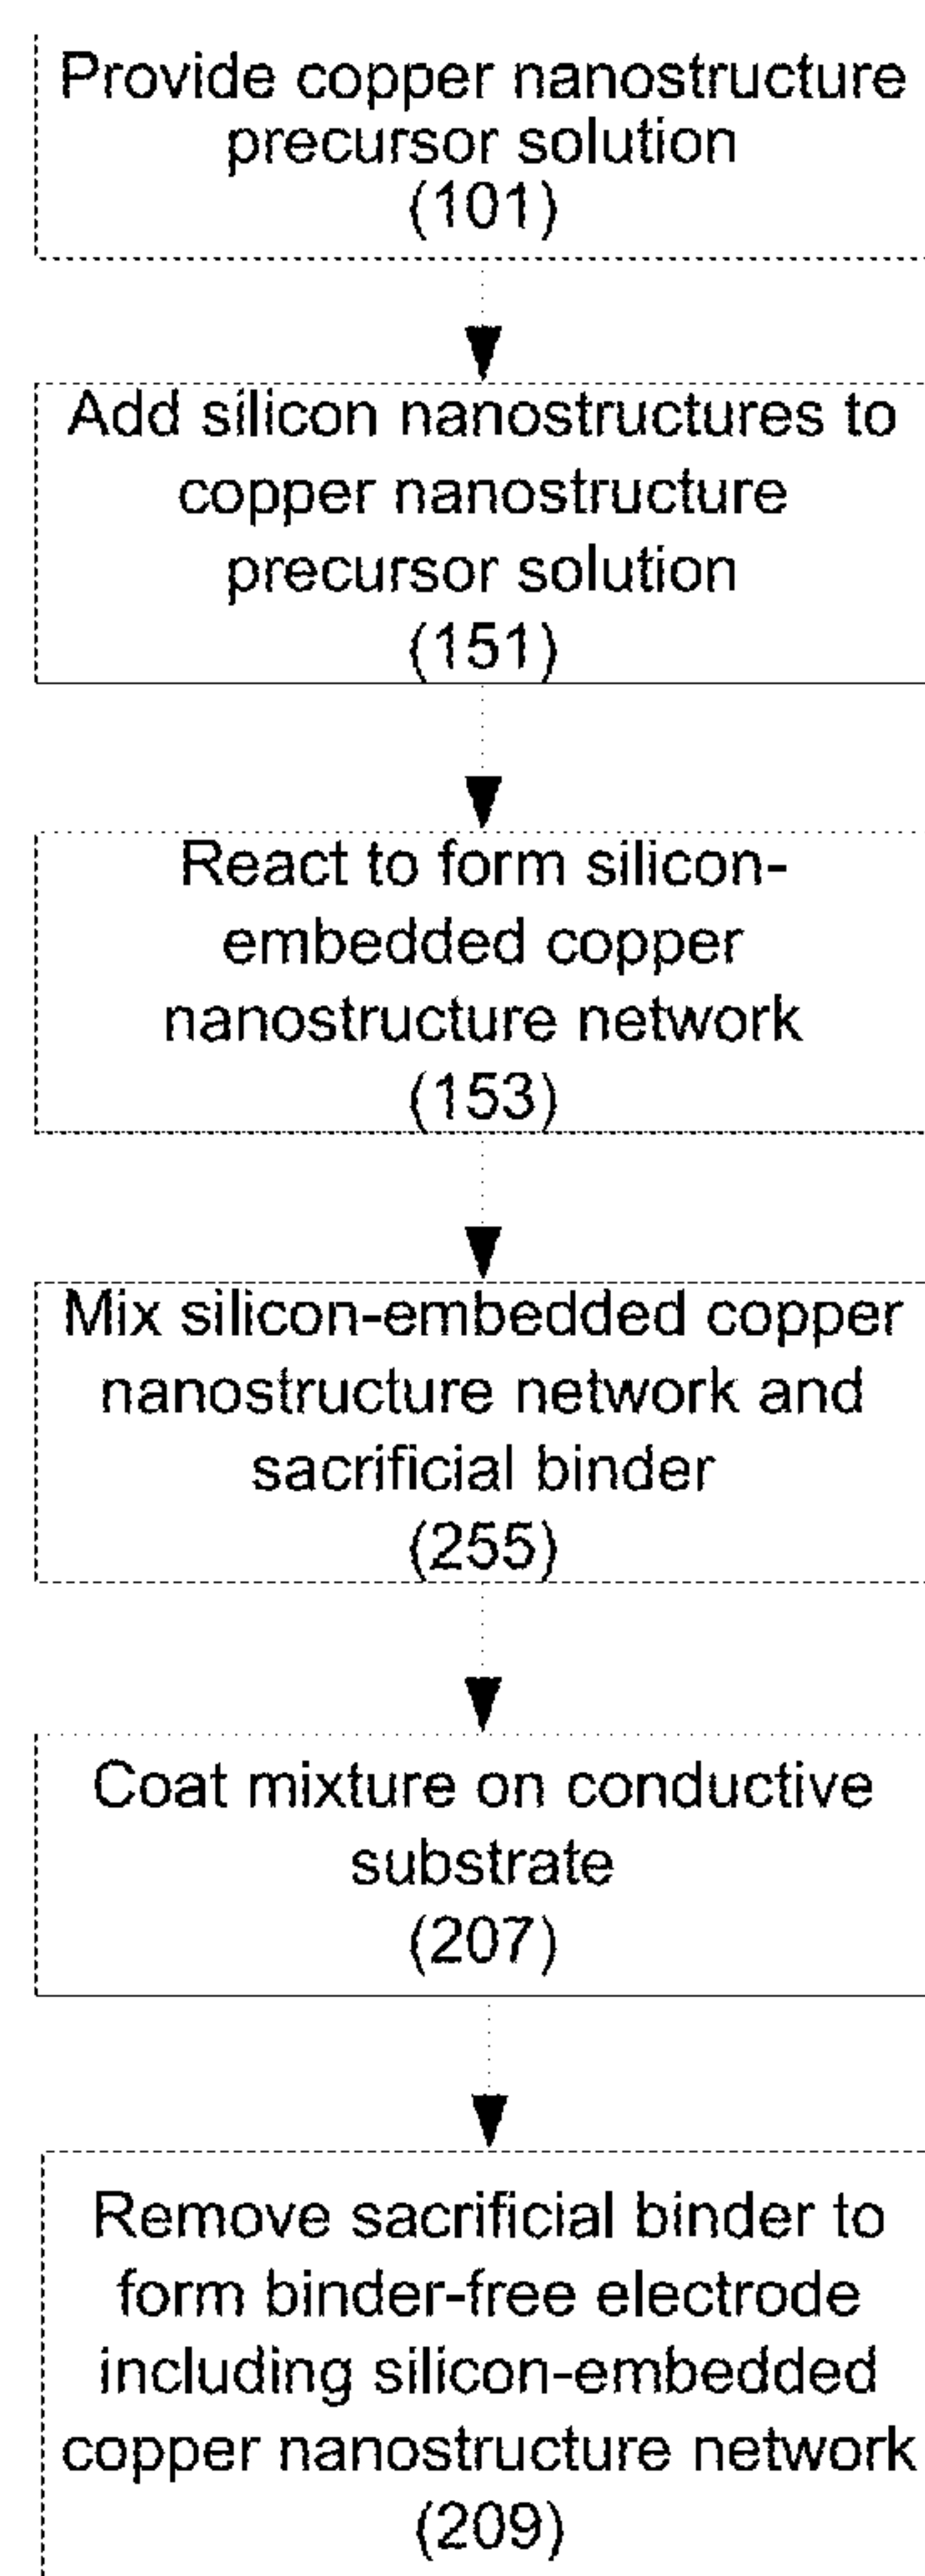 Provide copper nanostructure
precursor solution
(101)
Add silicon nanostructures to
copper nanostructure
precursor solution
(151)
React to form silicon-
embedded copper
nanostructure network
(153)
Mix silicon-embedded copper
nanostructure network and
sacrificial binder
(255)
Coat mixture on conductive
substrate
(207)
Remove sacrificial binder to
form binder-free electrode
including silicon-embedded
copper nanostructure network
(209)